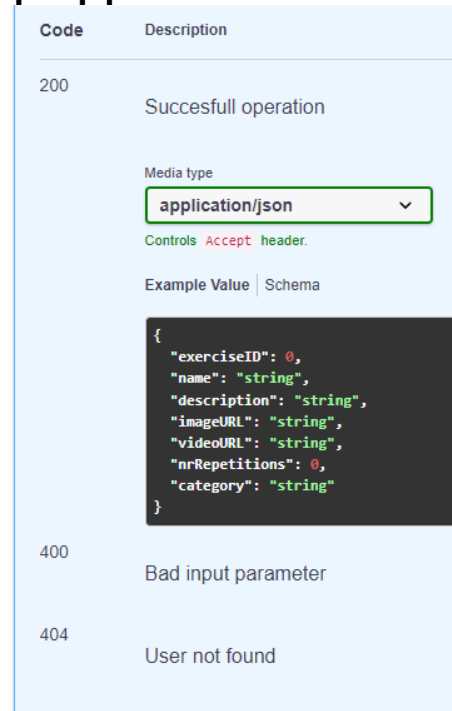 Code Description
200
Succesfull operation
Media type
application/json
Controls Accept header.
Example Value Schema
{
"exerciseID": 0,
"name": "string",
"description": "string",
"imageURL": "string",
"videoURL": "string",
"nrRepetitions": 0,
"category": "string"
}
400
Bad input parameter
404
User not found